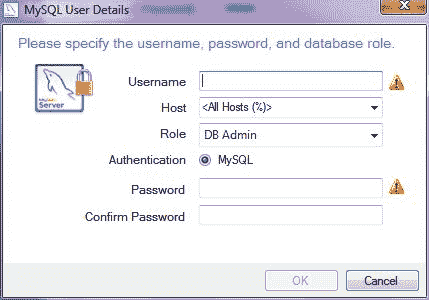 MySQL User Details
Please specify the username, password, and database role.
MySQL
Server
Username
Host <All Hosts (%)>
Role DB Admin
Authentication MySQL
Password
Confirm Password
OK Cancel